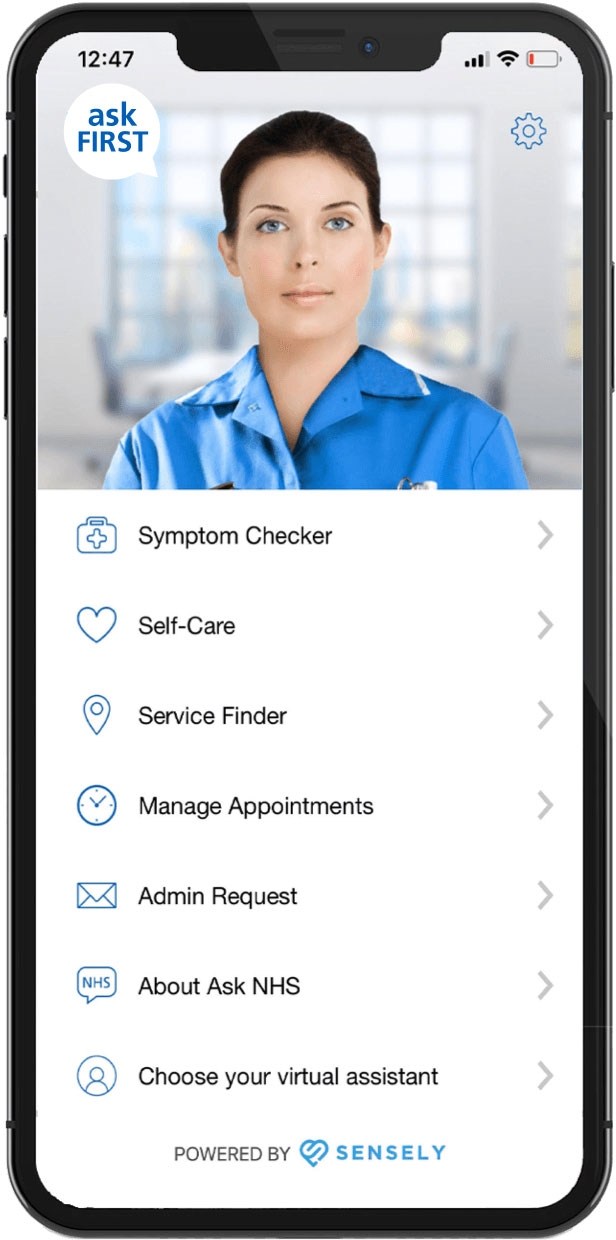 12:47
ask
FIRST
Symptom Checker
Self-Care
Service Finder
Manage Appointments
Admin Request
NHS
About Ask NHS
Choose your virtual assistant
POWERED BY SENSELY